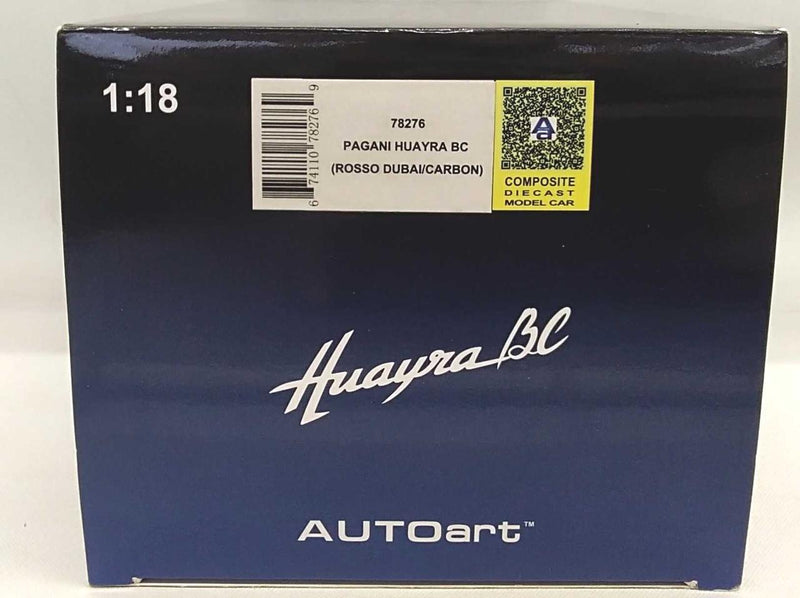 1:18
6 74110 78276 9
78276
PAGANI HUAYRA BC
(ROSSO DUBAI/CARBON)
Aa
COMPOSITE
DIECAST
MODEL CAR
Huayra BC
AUTOart™